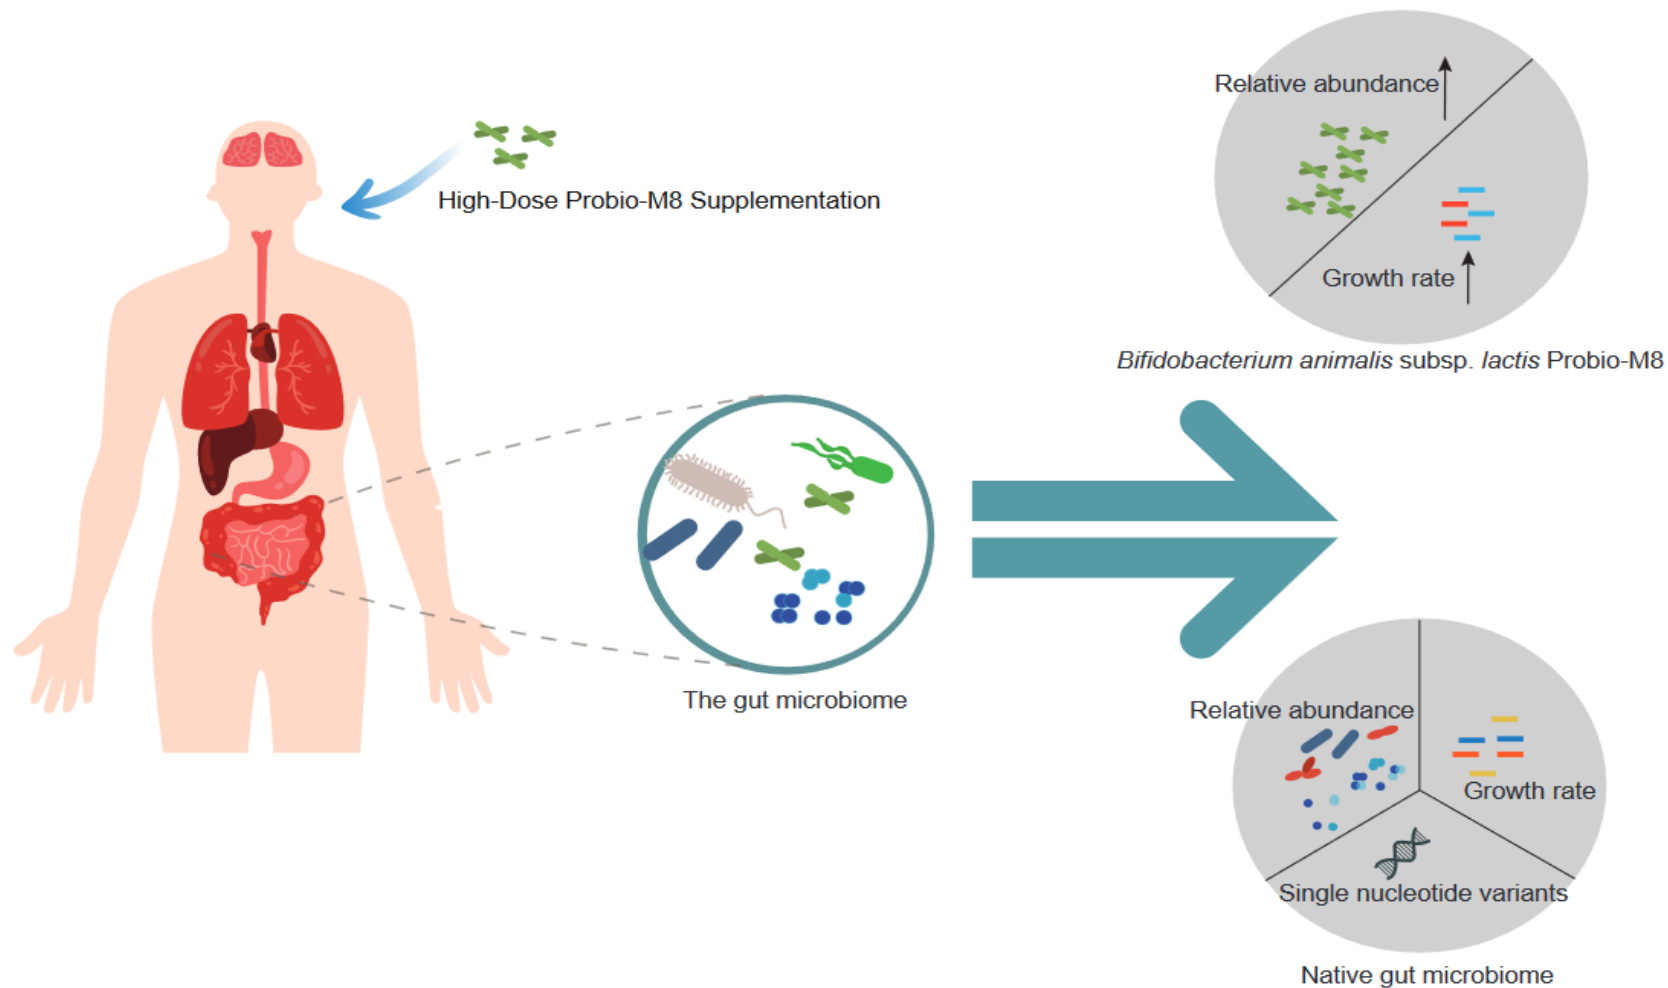 Relative abundance
High-Dose Probio-M8 Supplementation
Growth rate
Bifidobacterium animalis subsp. lactis Probio-M8
The gut microbiome
Relative abundance
Growth rate
Single nucleotide variants
Native gut microbiome